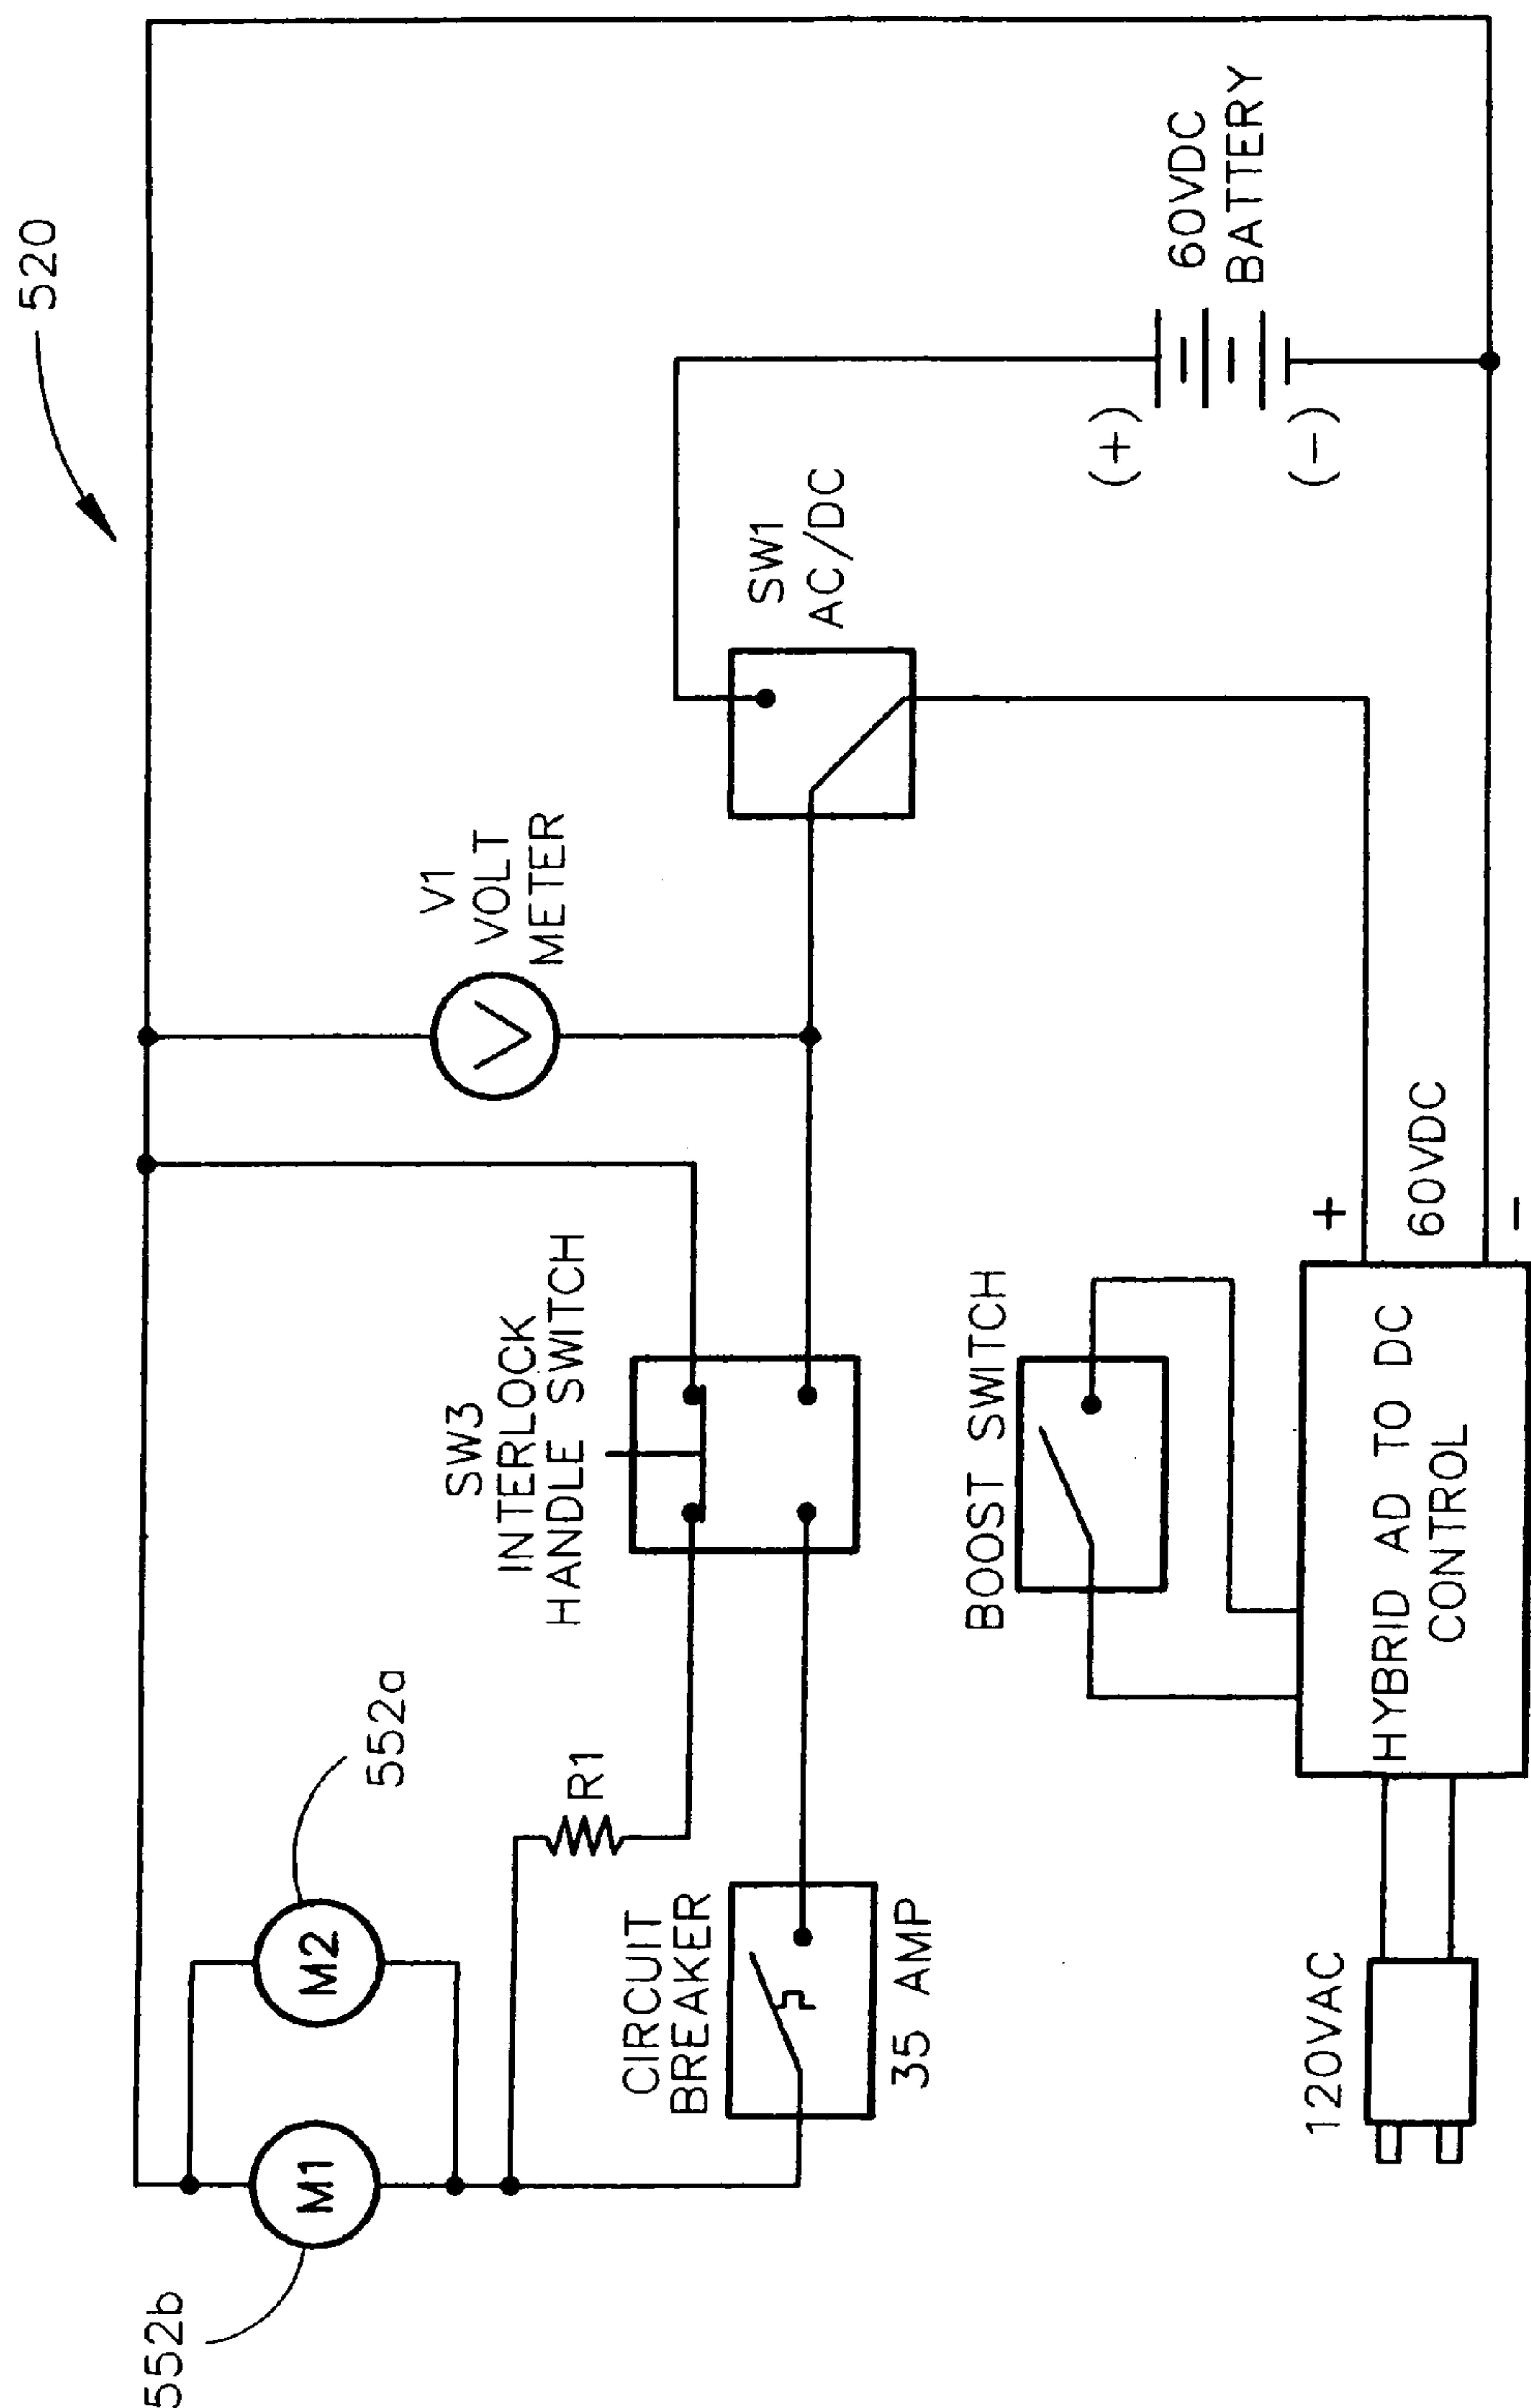 520
552b
M1
M2
552a
R1
CIRCUIT
BREAKER
35 AMP
SW3
INTERLOCK
HANDLE SWITCH
V1
VOLT
METER
V
SW1
AC/DC
(+)
(-)
60VDC
BATTERY
BOOST SWITCH
120VAC
HYBRID AD TO DC
CONTROL
+
60VDC
-